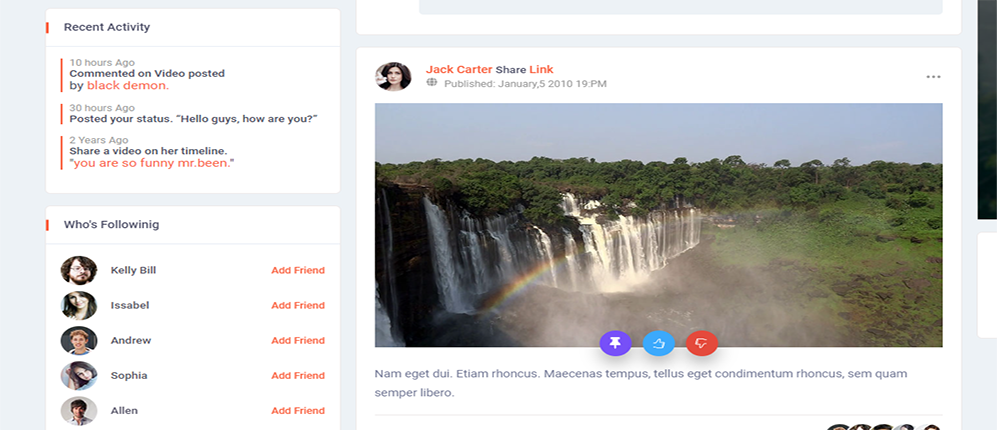 Recent Activity
10 hours Ago
Commented on Video posted
by black demon.
30 hours Ago
Posted your status. “Hello guys, how are you?”
2 Years Ago
Share a video on her timeline.
"you are so funny mr.been."
Who's Followinig
Kelly Bill Add Friend
Issabel Add Friend
Andrew Add Friend
Sophia Add Friend
Allen Add Friend
Jack Carter Share Link
Published: January,5 2010 19:PM
Nam eget dui. Etiam rhoncus. Maecenas tempus, tellus eget condimentum rhoncus, sem quam
semper libero.